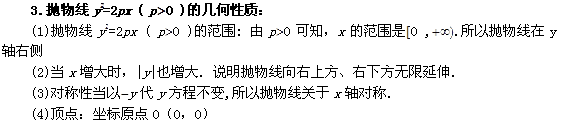 3.抛物线 y²=2px ( p>0 )的几何性质：
(1)抛物线 y²=2px ( p>0 )的范围：由 p>0 可知，x 的范围是[0 ,+∞).所以抛物线在 y
轴右侧
(2)当 x 增大时，|y|也增大．说明抛物线向右上方、右下方无限延伸．
(3)对称性当以-y 代 y 方程不变,所以抛物线关于 x 轴对称．
(4)顶点：坐标原点 O（0，0）